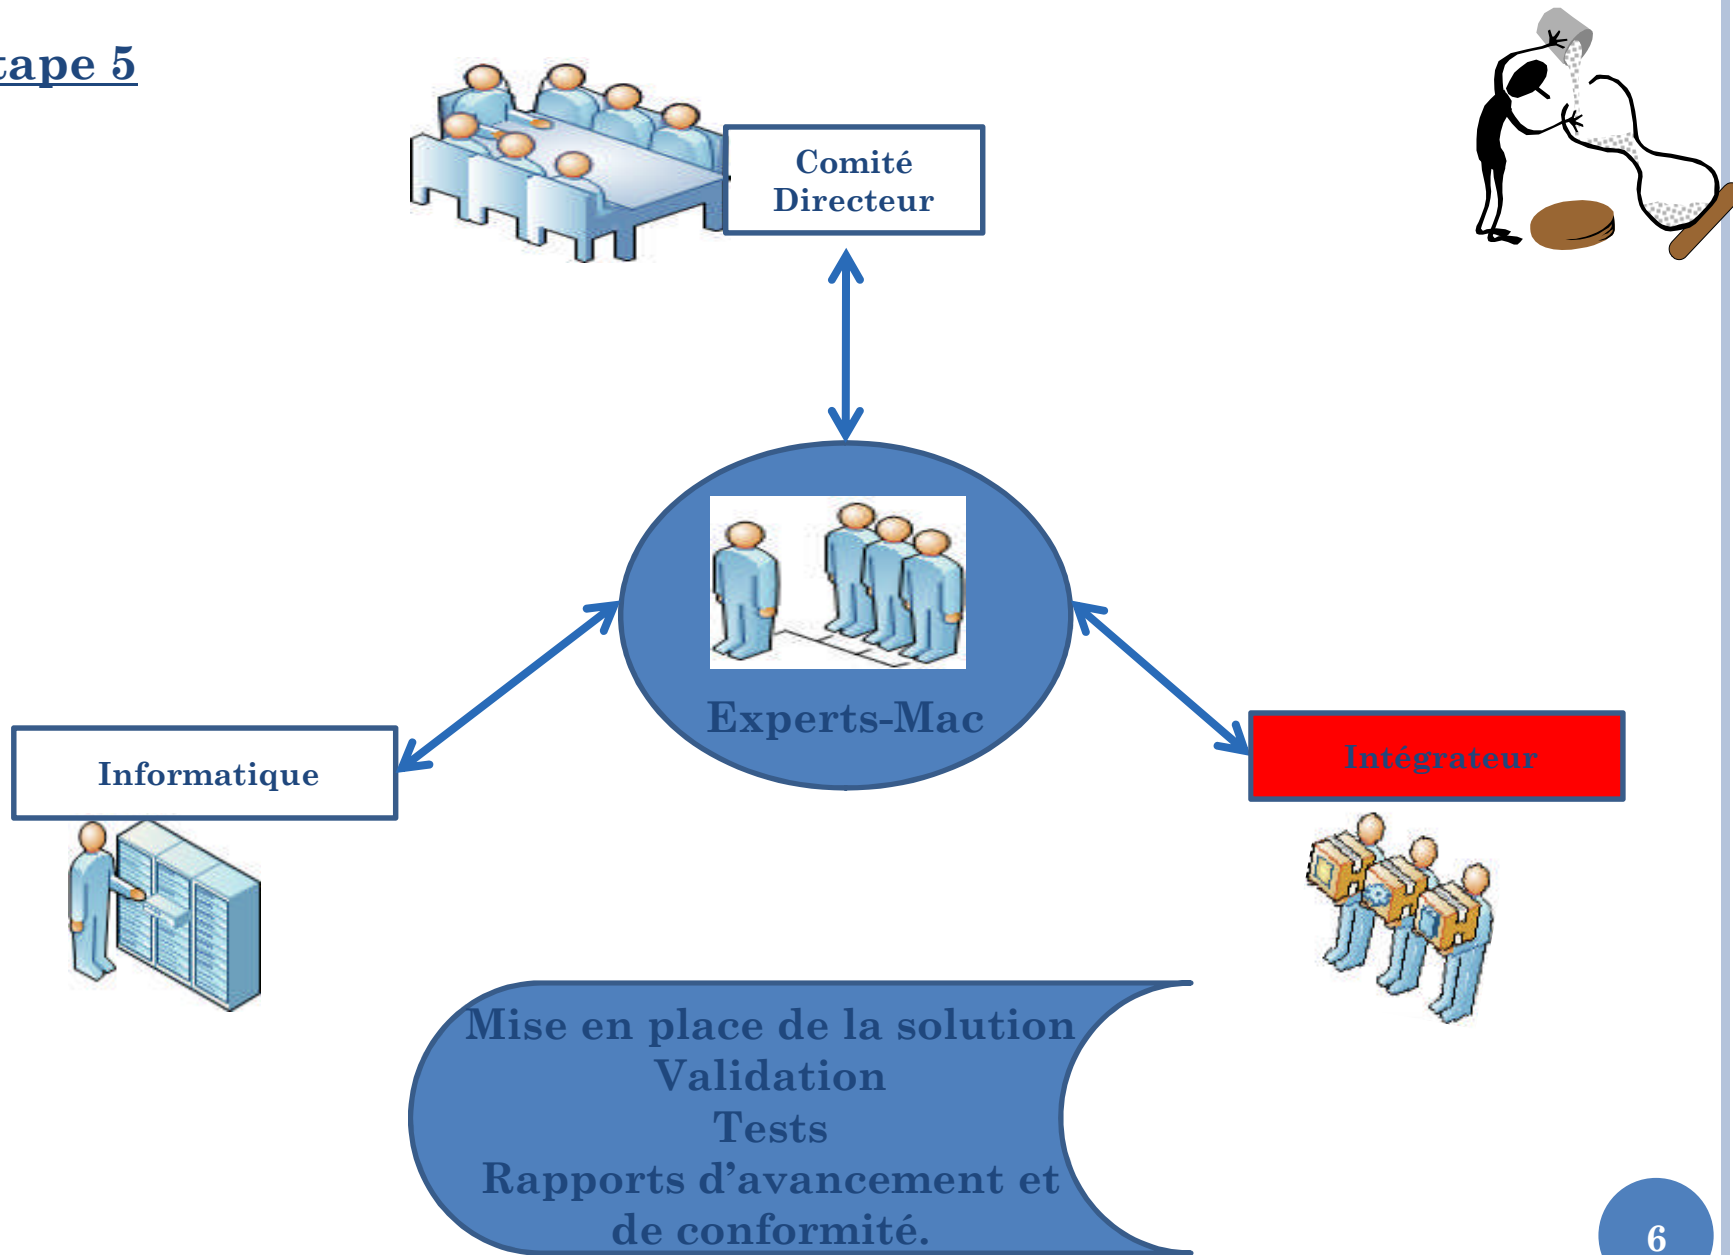 tape 5
Comité
Directeur
Experts-Mac
Informatique
Intégrateur
Mise en place de la solution
Validation
Tests
Rapports d’avancement et
de conformité.
6